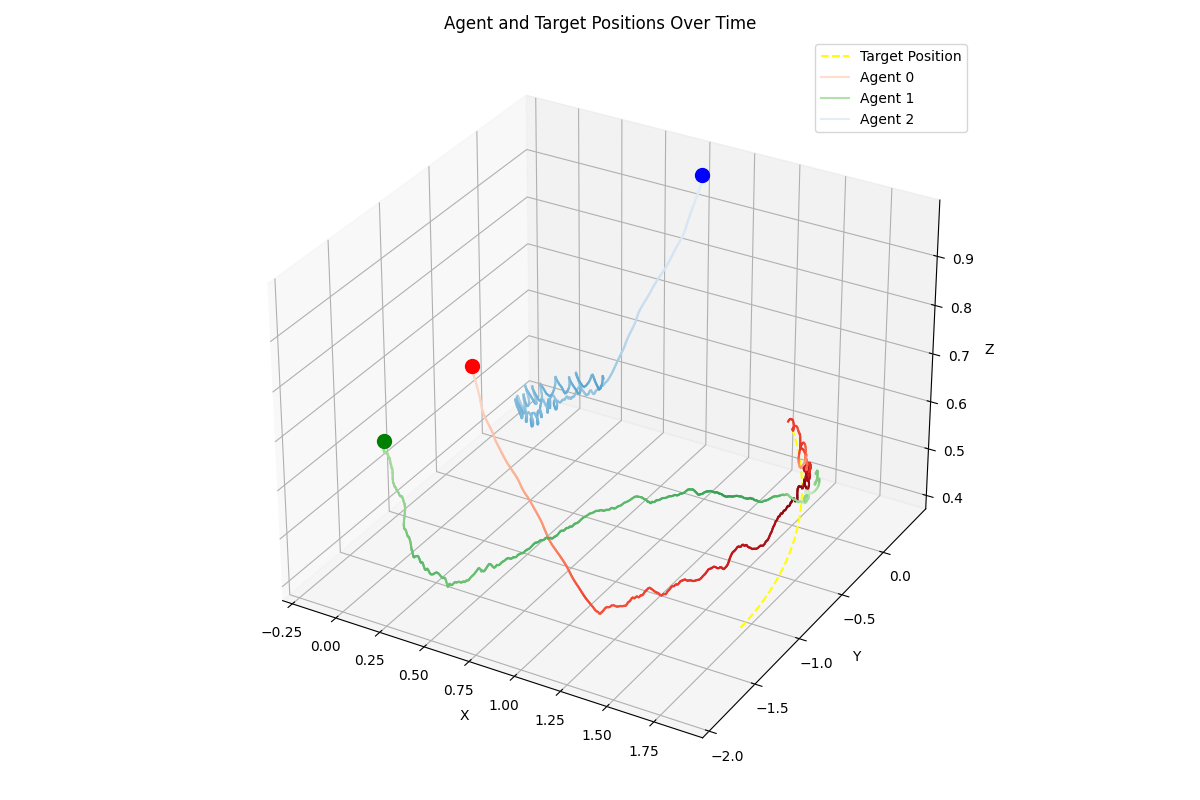 Agent and Target Positions Over Time
Target Position
Agent 0
Agent 1
Agent 2
0.9
0.8
Z
0.7
0.6
0.5
0.4
0.0
−0.5
Y
−1.0
−1.5
−2.0
−0.25
0.00
0.25
0.50
0.75
X
1.00
1.25
1.50
1.75